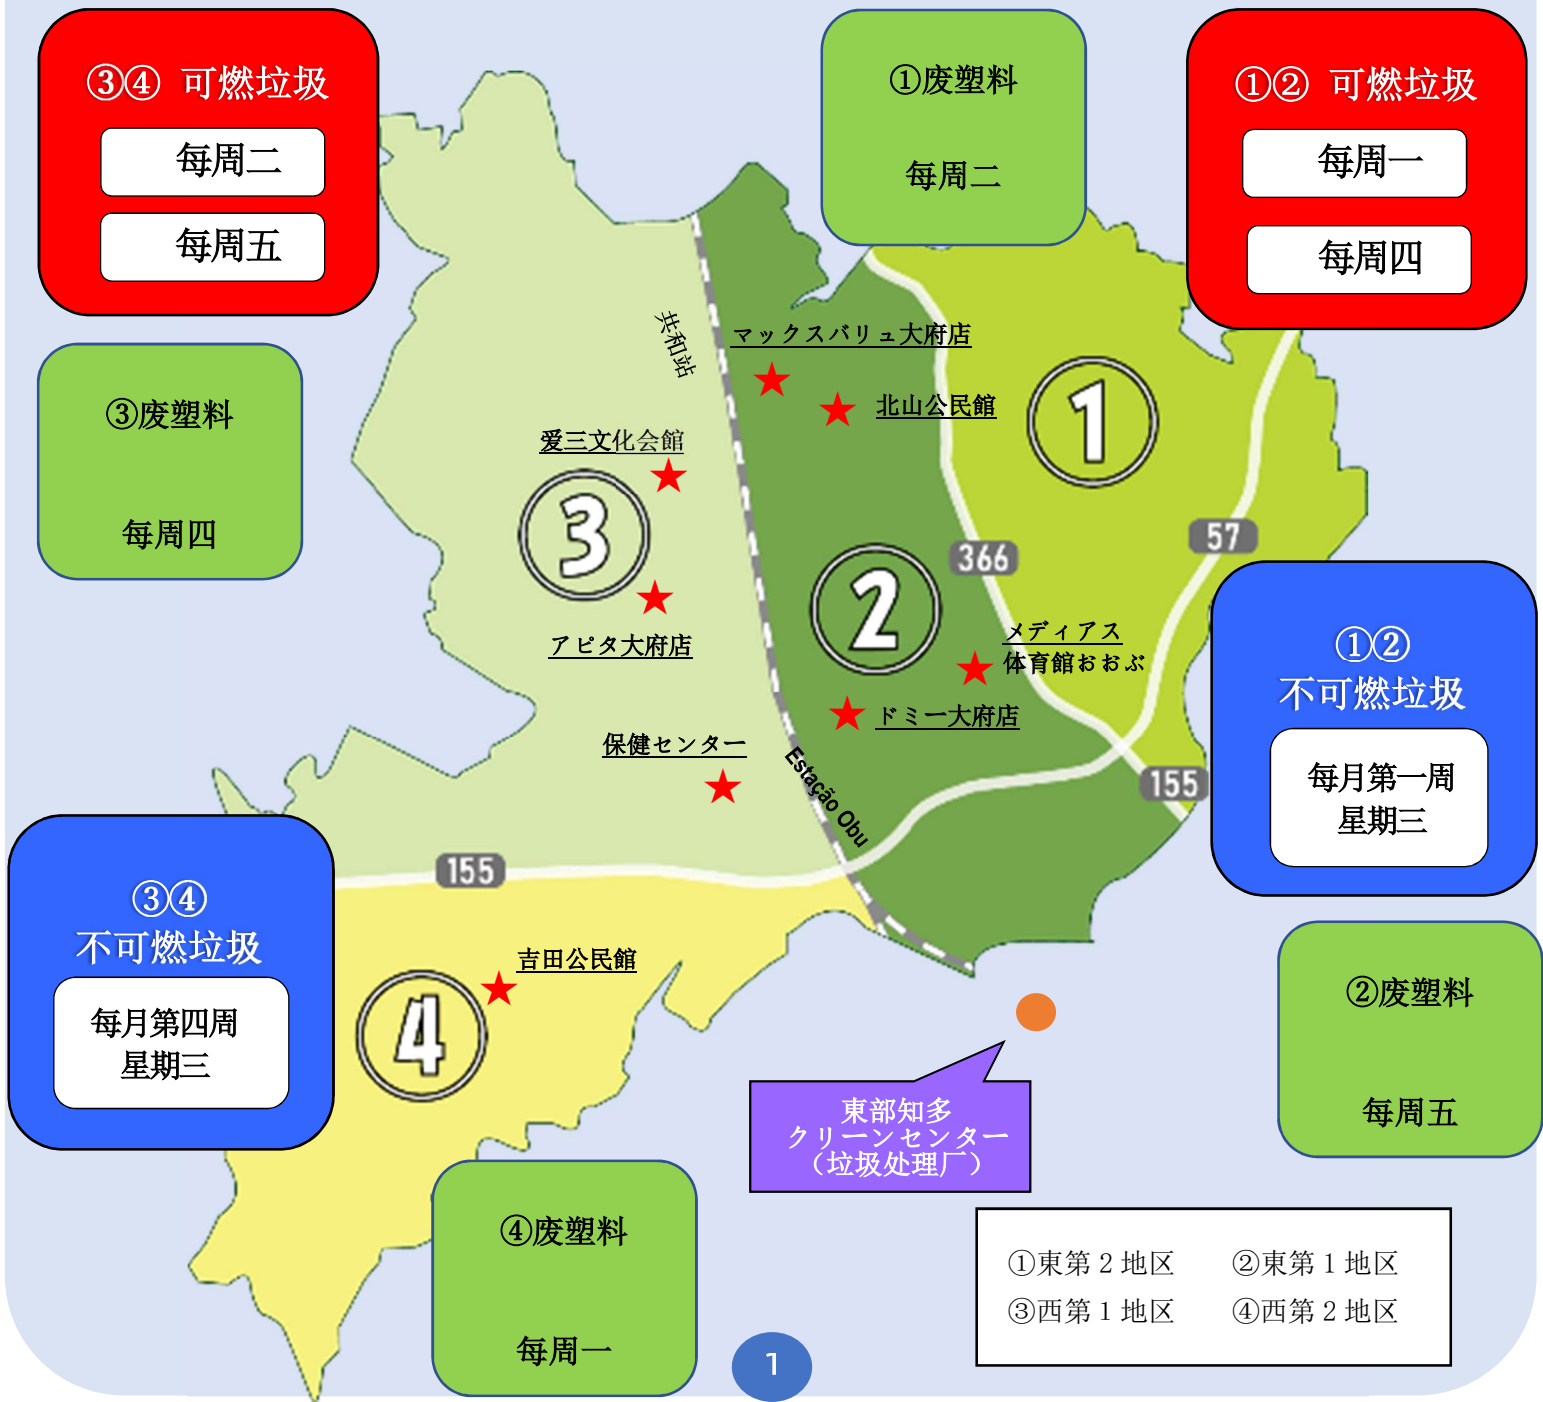 ③④ 可燃垃圾
每周二
每周五
①废塑料
每周二
①② 可燃垃圾
每周一
每周四
③废塑料
每周四
共和站
マックスバリュ大府店
北山公民館
爱三文化会館
アピタ大府店
メディアス
体育館おおぶ
ドミー大府店
保健センター
Estação Obu
①
②
③
④
366
57
155
155
①②
不可燃垃圾
每月第一周
星期三
③④
不可燃垃圾
每月第四周
星期三
吉田公民館
②废塑料
每周五
東部知多
クリーンセンター
（垃圾处理厂）
④废塑料
每周一
①東第２地区 ②東第１地区
③西第１地区 ④西第２地区
1